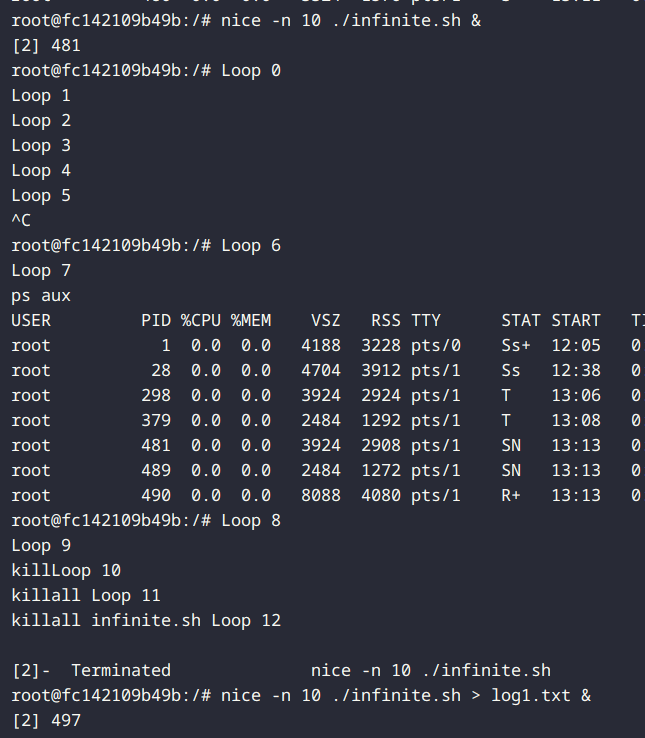 root@fc142109b49b:/# nice -n 10 ./infinite.sh &
[2] 481
root@fc142109b49b:/# Loop 0
Loop 1
Loop 2
Loop 3
Loop 4
Loop 5
^C
root@fc142109b49b:/# Loop 6
Loop 7
ps aux
USER         PID %CPU %MEM    VSZ   RSS TTY      STAT START   TI
root           1  0.0  0.0   4188  3228 pts/0    Ss+  12:05   0
root          28  0.0  0.0   4704  3912 pts/1    Ss   12:38   0
root         298  0.0  0.0   3924  2924 pts/1    T    13:06   0
root         379  0.0  0.0   2484  1292 pts/1    T    13:08   0
root         481  0.0  0.0   3924  2908 pts/1    SN   13:13   0
root         489  0.0  0.0   2484  1272 pts/1    SN   13:13   0
root         490  0.0  0.0   8088  4080 pts/1    R+   13:13   0
root@fc142109b49b:/# Loop 8
Loop 9
killLoop 10
killall Loop 11
killall infinite.sh Loop 12
[2]-  Terminated              nice -n 10 ./infinite.sh
root@fc142109b49b:/# nice -n 10 ./infinite.sh > log1.txt &
[2] 497